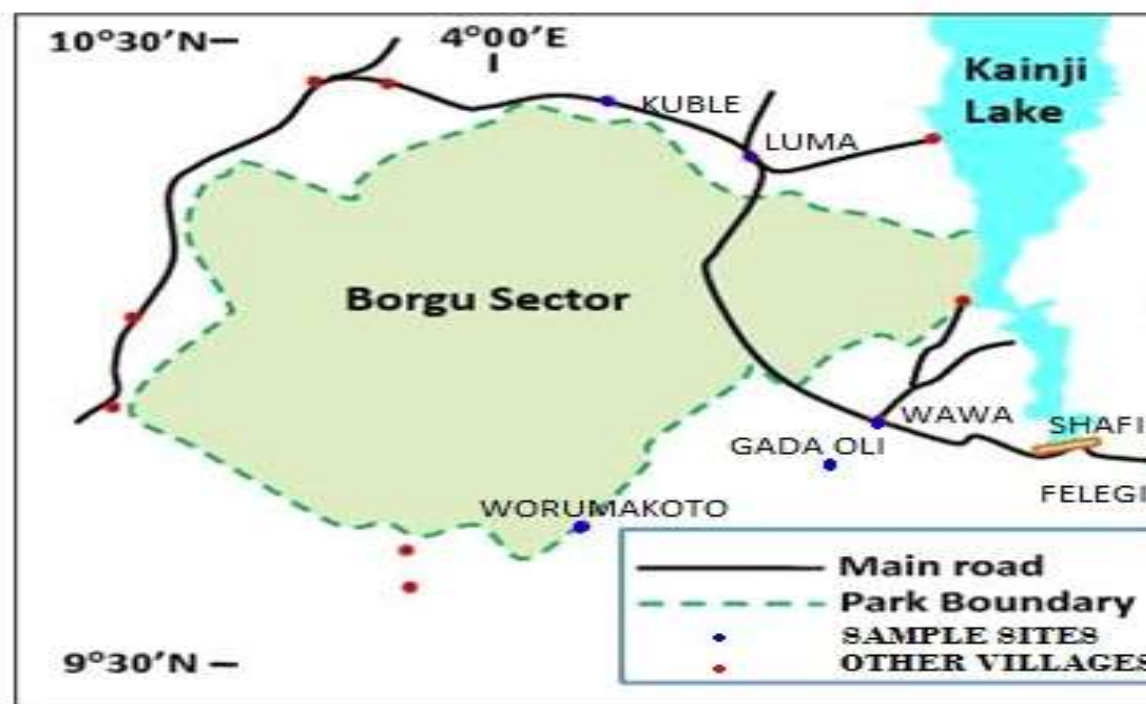 10°30′N
4°00′E
Kainji
Lake
KUBLE
LUMA
Borgu Sector
WAWA
SHAFI
GADA OLI
FELEGI
WORUMAKOTO
Main road
Park Boundary
SAMPLE SITES
OTHER VILLAGES
9°30′N